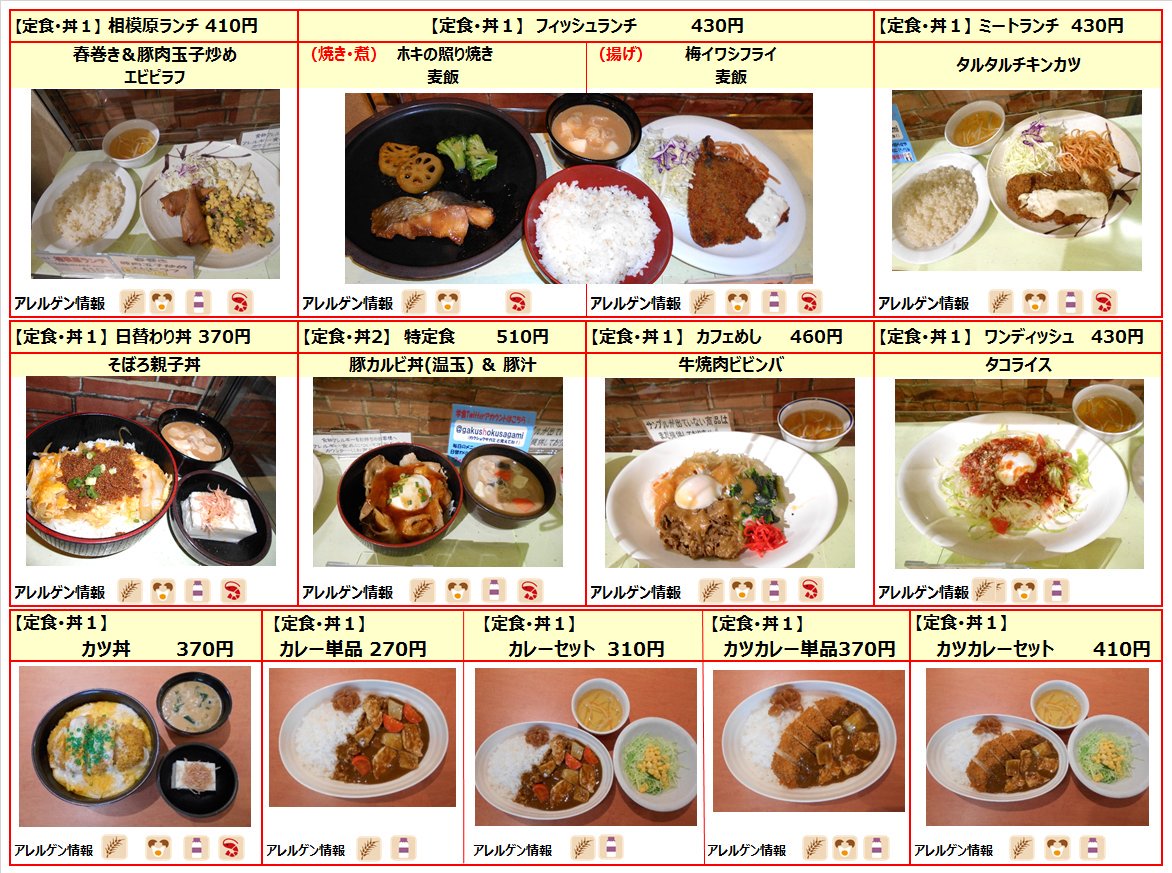 【定食・丼１】 相模原ランチ 410円
春巻き＆豚肉玉子炒め
エビピラフ
アレルゲン情報
【定食・丼１】 フィッシュランチ 430円
(焼き・煮) ホキの照り焼き
麦飯
(揚げ) 梅イワシフライ
麦飯
アレルゲン情報
アレルゲン情報
【定食・丼１】 ミートランチ 430円
タルタルチキンカツ
アレルゲン情報
【定食・丼１】 日替わり丼 370円
そぼろ親子丼
アレルゲン情報
【定食・丼2】 特定食 510円
豚カルビ丼(温玉) ＆ 豚汁
学食Twitterアカウントはこちら
@gakushokusagami
アレルゲン情報
【定食・丼１】 カフェめし 460円
牛焼肉ビビンバ
サンプルが出ていない商品は
アレルゲン情報
【定食・丼１】 ワンディッシュ 430円
タコライス
アレルゲン情報
【定食・丼１】
カツ丼 370円
アレルゲン情報
【定食・丼１】
カレー単品 270円
アレルゲン情報
【定食・丼１】
カレーセット 310円
アレルゲン情報
【定食・丼１】
カツカレー単品370円
アレルゲン情報
【定食・丼１】
カツカレーセット 410円
アレルゲン情報